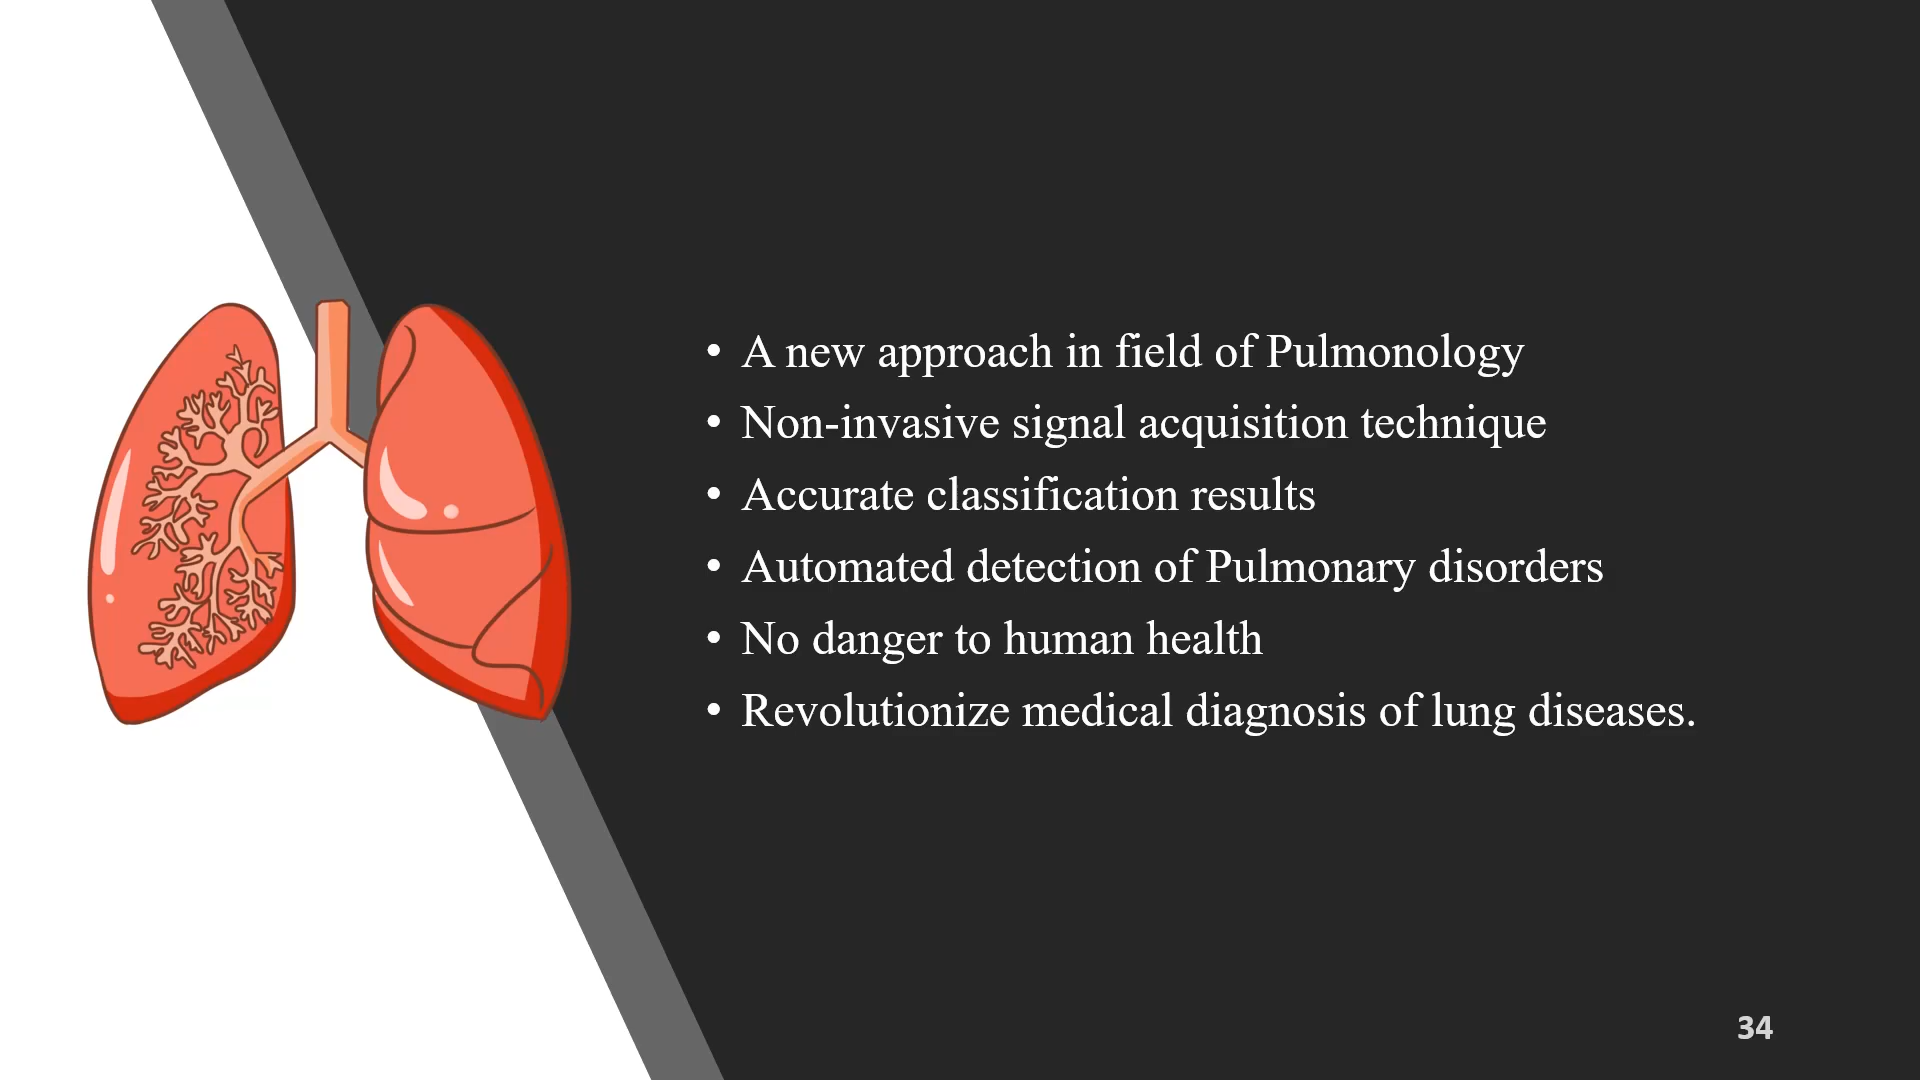 • A new approach in field of Pulmonology
• Non-invasive signal acquisition technique
• Accurate classification results
• Automated detection of Pulmonary disorders
• No danger to human health
• Revolutionize medical diagnosis of lung diseases.
34